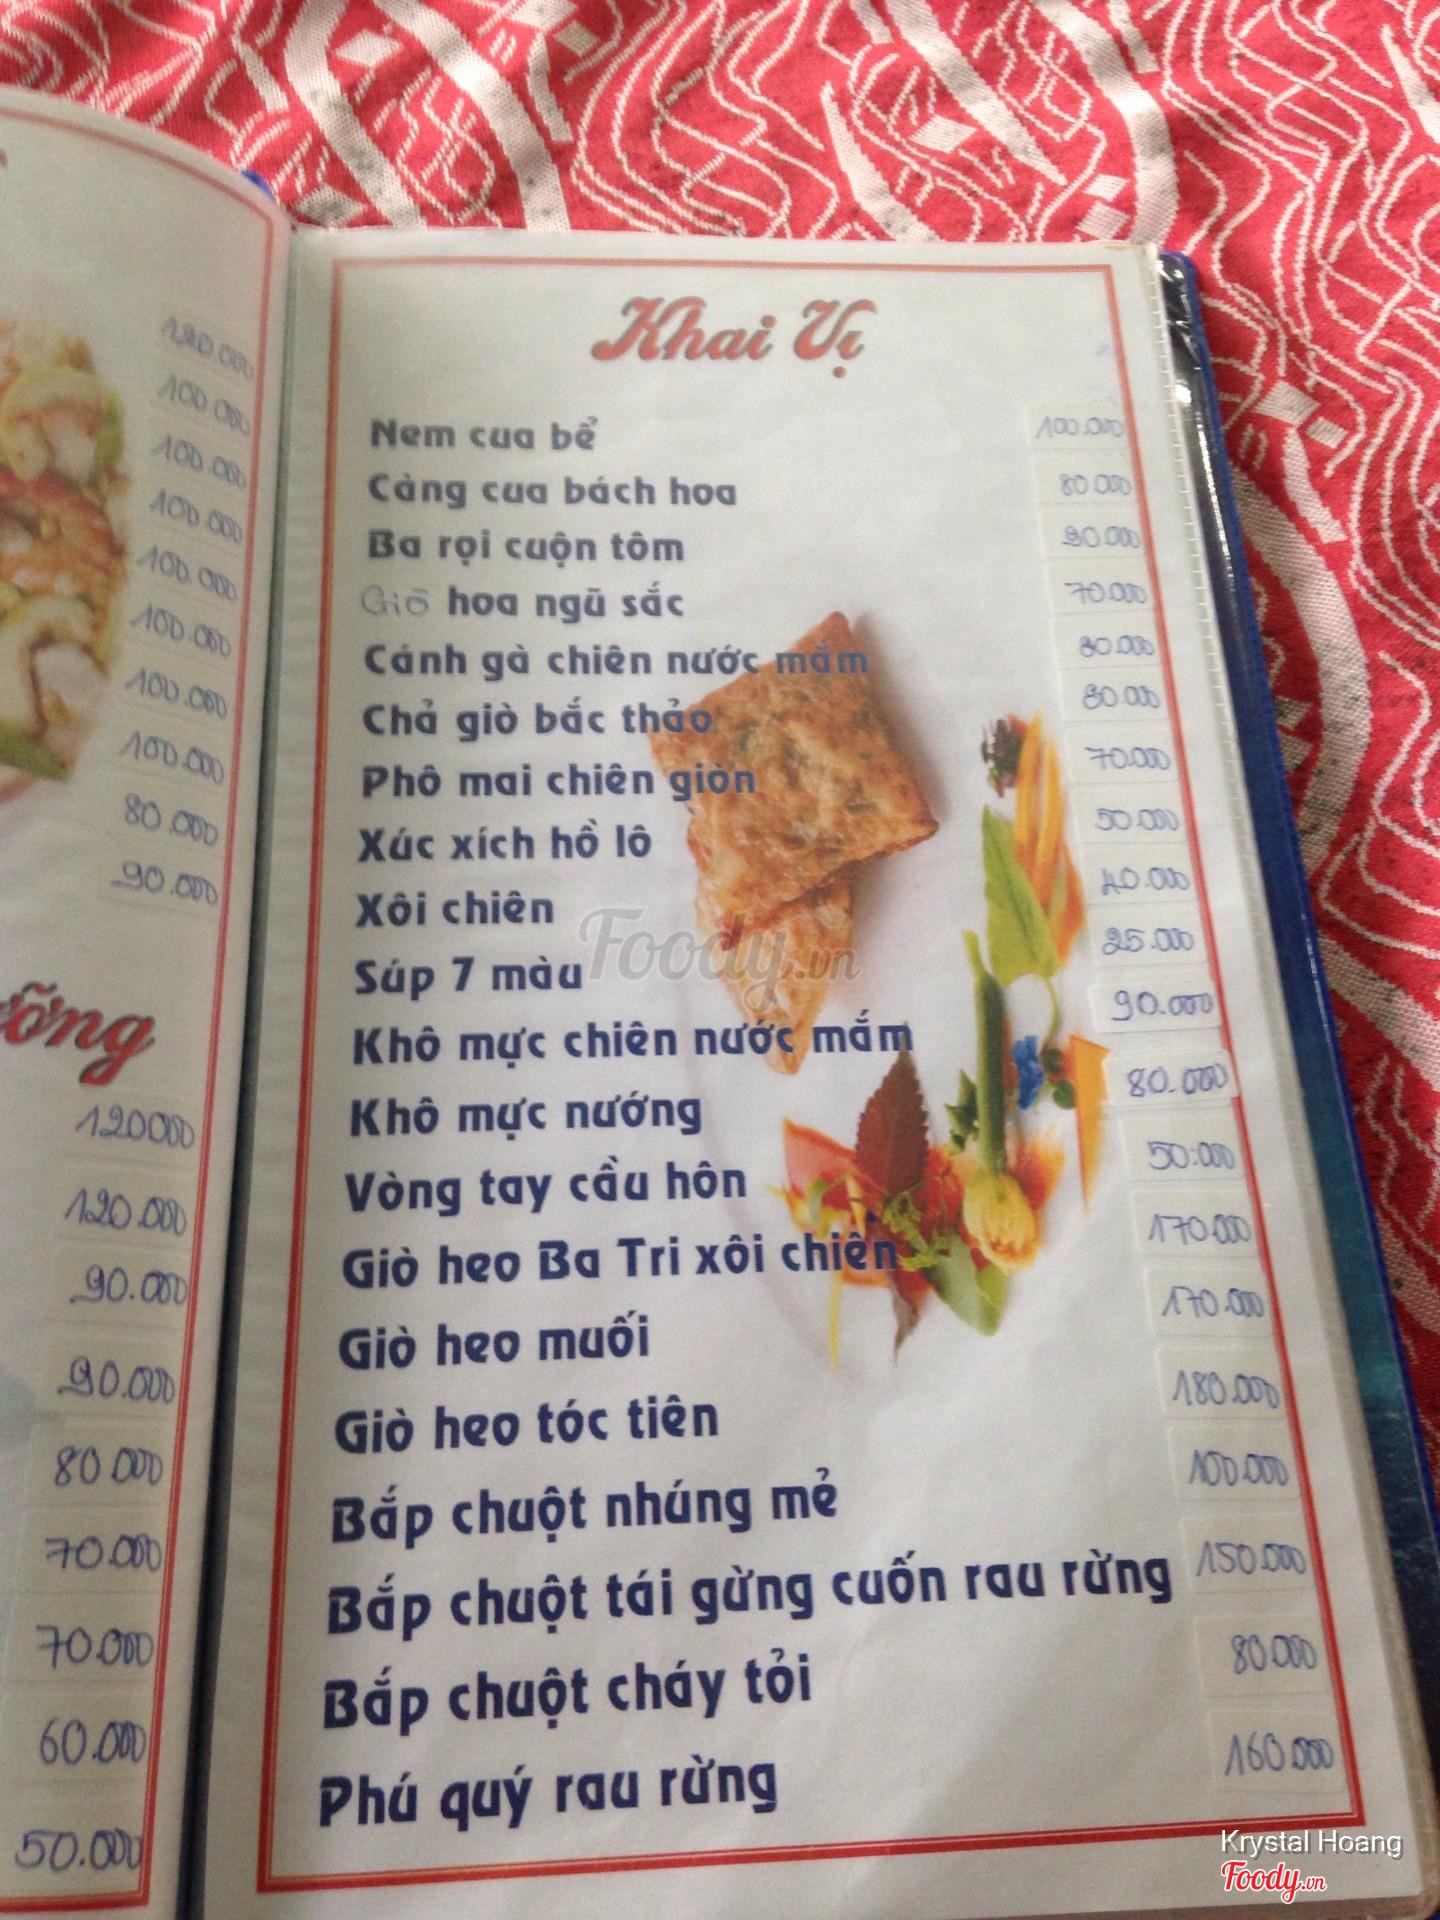 120.000
100.000
100.000
100.000
100.000
100.000
100.000
100.000
80.000
90.000
120000
120.000
90.000
90.000
80.000
70.000
70.000
60.000
50.000
Khai Vị
Nem cua bể 100.000
Càng cua bách hoa 80.000
Ba rọi cuộn tôm 90.000
Giõ hoa ngũ sắc 70.000
Cánh gà chiên nước mắm 80.000
Chả giò bắc thảo 80.000
Phô mai chiên giòn 70.000
Xúc xích hồ lô 50.000
Xôi chiên 40.000
Súp 7 màu 25.000
Khô mực chiên nước mắm 90.000
Khô mực nướng 80.000
Vòng tay cầu hôn 50.000
Giò heo Ba Tri xôi chiên 170.000
Giò heo muối 170.000
Giò heo tóc tiên 180.000
Bắp chuột nhúng mẻ 100.000
Bắp chuột tái gừng cuốn rau rừng 150.000
Bắp chuột cháy tỏi 80.000
Phú quý rau rừng 160.000
Foody.vn
Krystal Hoang
Foody.vn